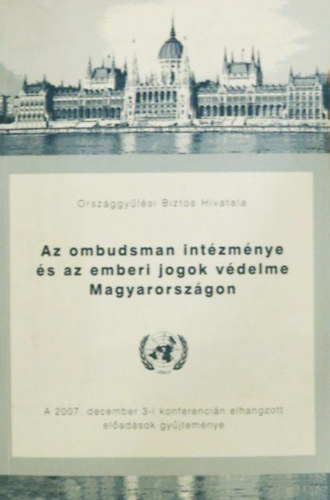 Országgyűlési Biztos Hivatala
Az ombudsman intézménye
és az emberi jogok védelme
Magyarországon
A 2007. december 3-i konferencián elhangzott
előadások gyűjteménye